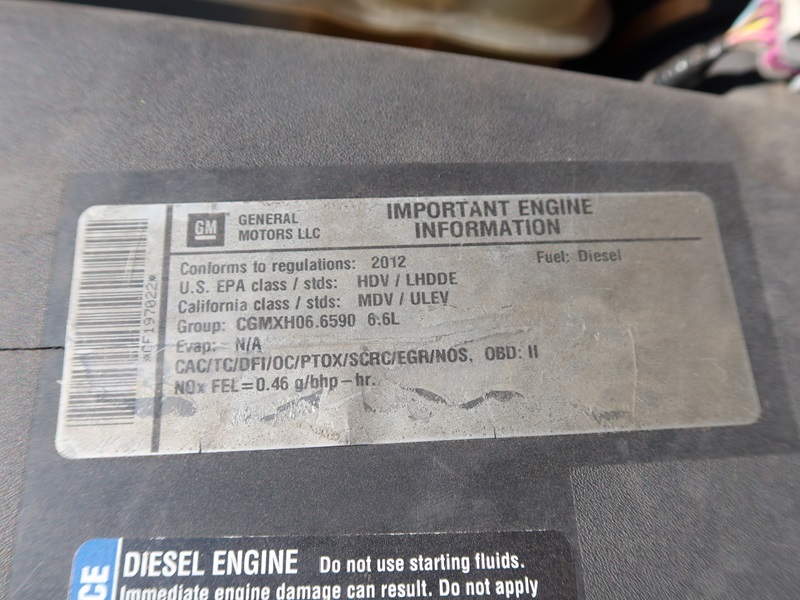 GM
GENERAL
MOTORS LLC
IMPORTANT ENGINE
INFORMATION
Conforms to regulations: 2012
Fuel: Diesel
U.S. EPA class / stds: HDV / LHDDE
California class / stds: MDV / ULEV
Group: CGMXH06.6590 6.6L
Evap: N/A
CAC/TC/DFI/OC/PTOX/SCRC/EGR/NOS, OBD: II
NOx FEL=0.46 g/bhp-hr.
*CF197022*
DIESEL ENGINE Do not use starting fluids.
Immediate engine damage can result. Do not apply
CE